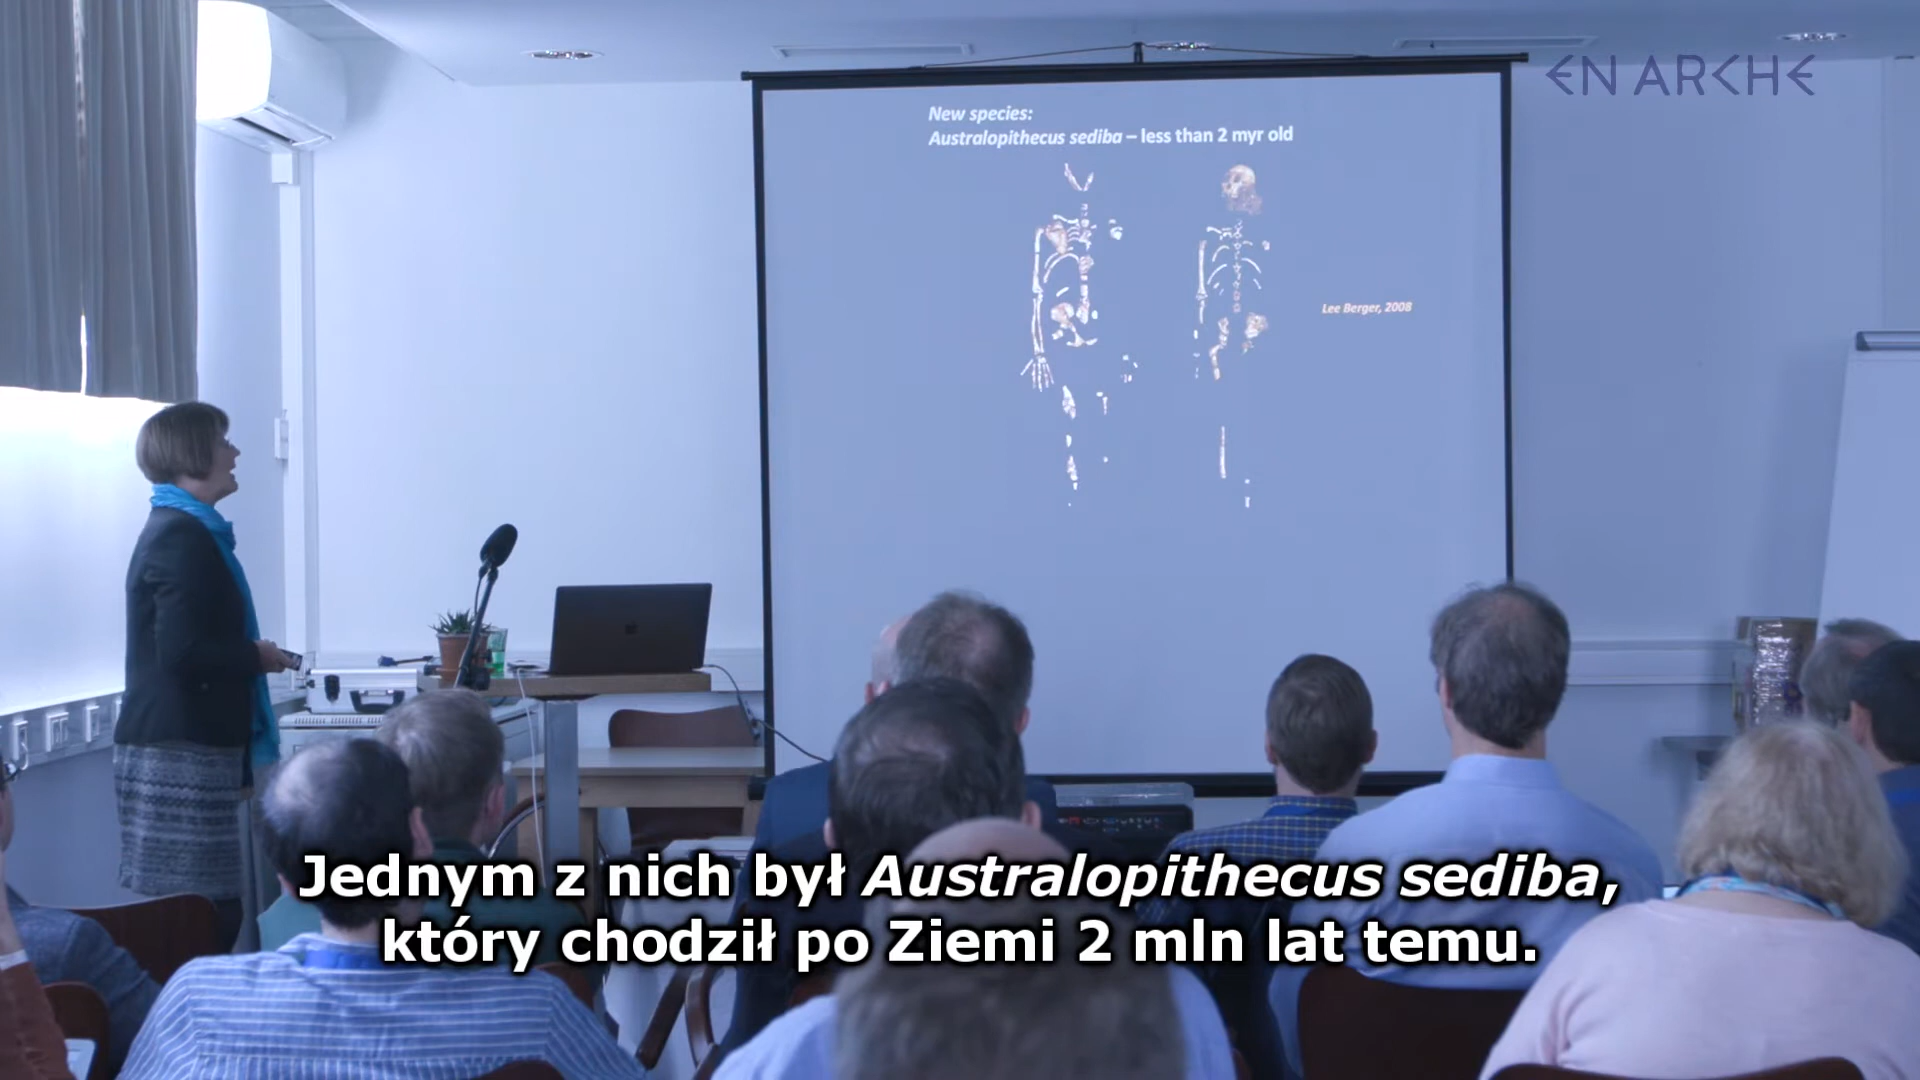 EN ARCHE
New species:
Australopithecus sediba – less than 2 myr old
Lee Berger, 2008
Jednym z nich był Australopithecus sediba,
który chodził po Ziemi 2 mln lat temu.